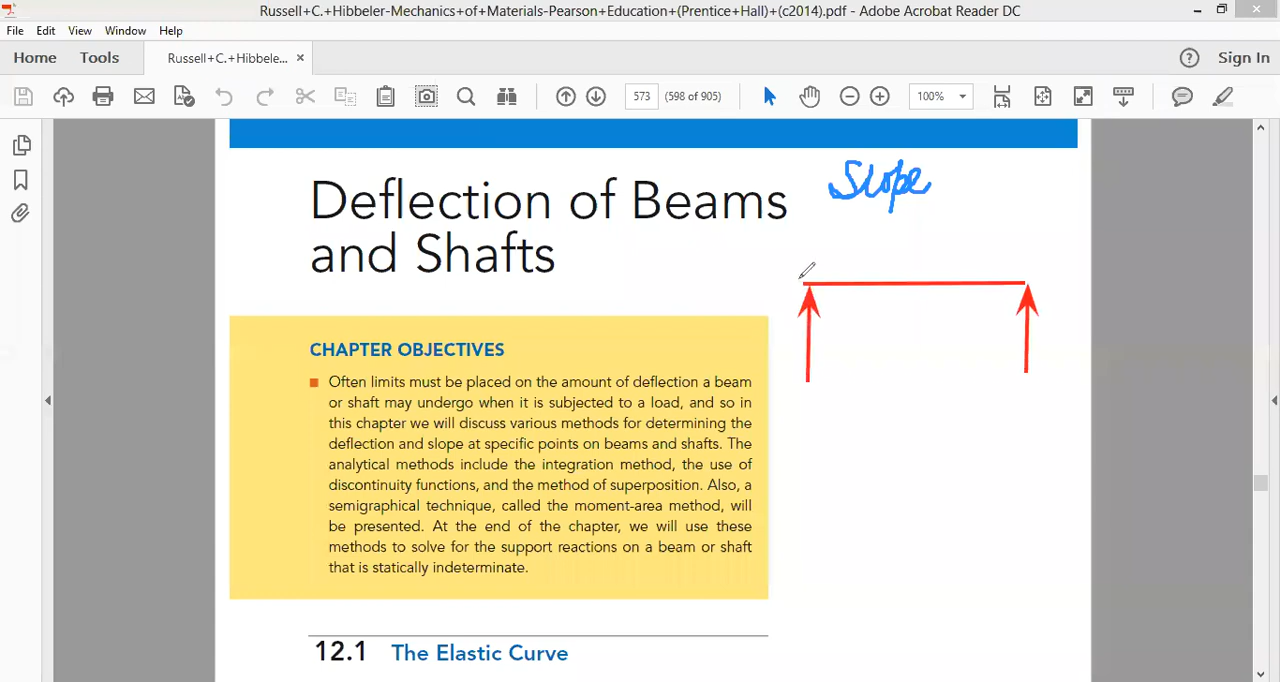 Russell+C.+Hibbeler-Mechanics+of+Materials-Pearson+Education+(Prentice+Hall)+(c2014).pdf - Adobe Acrobat Reader DC
File Edit View Window Help
Home Tools Russell+C.+Hibbele... × Sign In
573 (598 of 905) 100%
Slope
Deflection of Beams
and Shafts
CHAPTER OBJECTIVES
Often limits must be placed on the amount of deflection a beam
or shaft may undergo when it is subjected to a load, and so in
this chapter we will discuss various methods for determining the
deflection and slope at specific points on beams and shafts. The
analytical methods include the integration method, the use of
discontinuity functions, and the method of superposition. Also, a
semigraphical technique, called the moment-area method, will
be presented. At the end of the chapter, we will use these
methods to solve for the support reactions on a beam or shaft
that is statically indeterminate.
12.1 The Elastic Curve